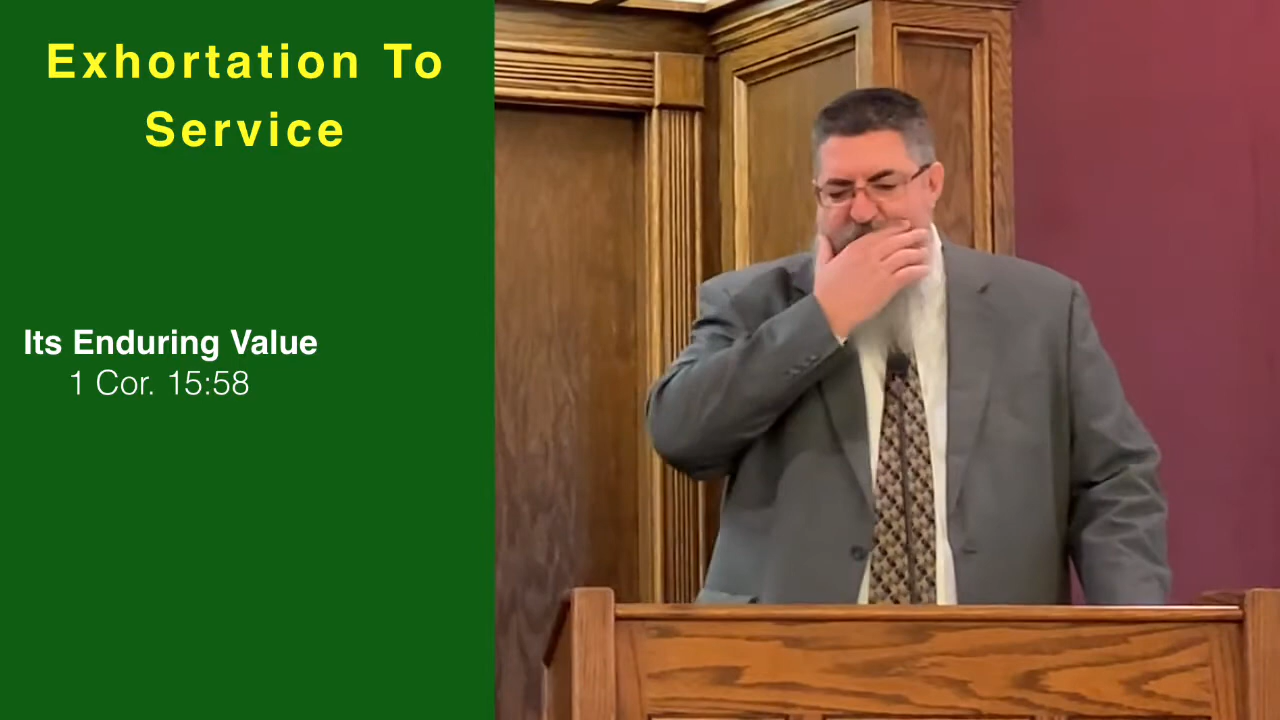 Exhortation To
Service
Its Enduring Value
1 Cor. 15:58